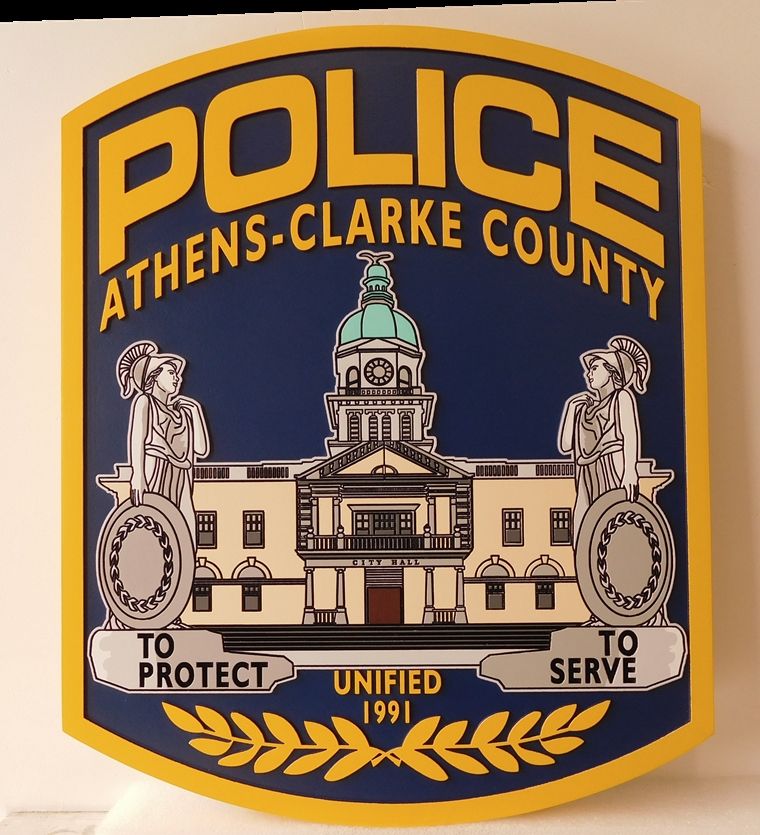 POLICE
ATHENS-CLARKE COUNTY
CITY HALL
TO
PROTECT
TO
SERVE
UNIFIED
1991